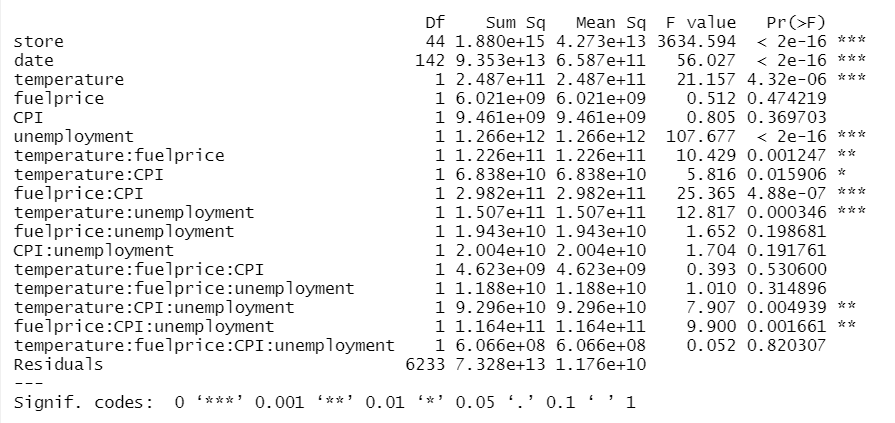 Df Sum Sq Mean Sq F value Pr(>F)
store 44 1.880e+15 4.273e+13 3634.594 < 2e-16 ***
date 142 9.353e+13 6.587e+11 56.027 < 2e-16 ***
temperature 1 2.487e+11 2.487e+11 21.157 4.32e-06 ***
fuelprice 1 6.021e+09 6.021e+09 0.512 0.474219
CPI 1 9.461e+09 9.461e+09 0.805 0.369703
unemployment 1 1.266e+12 1.266e+12 107.677 < 2e-16 ***
temperature:fuelprice 1 1.226e+11 1.226e+11 10.429 0.001247 **
temperature:CPI 1 6.838e+10 6.838e+10 5.816 0.015906 *
fuelprice:CPI 1 2.982e+11 2.982e+11 25.365 4.88e-07 ***
temperature:unemployment 1 1.507e+11 1.507e+11 12.817 0.000346 ***
fuelprice:unemployment 1 1.943e+10 1.943e+10 1.652 0.198681
CPI:unemployment 1 2.004e+10 2.004e+10 1.704 0.191761
temperature:fuelprice:CPI 1 4.623e+09 4.623e+09 0.393 0.530600
temperature:fuelprice:unemployment 1 1.188e+10 1.188e+10 1.010 0.314896
temperature:CPI:unemployment 1 9.296e+10 9.296e+10 7.907 0.004939 **
fuelprice:CPI:unemployment 1 1.164e+11 1.164e+11 9.900 0.001661 **
temperature:fuelprice:CPI:unemployment 1 6.066e+08 6.066e+08 0.052 0.820307
Residuals 6233 7.328e+13 1.176e+10
---
Signif. codes: 0 ‘***’ 0.001 ‘**’ 0.01 ‘*’ 0.05 ‘.’ 0.1 ‘ ’ 1